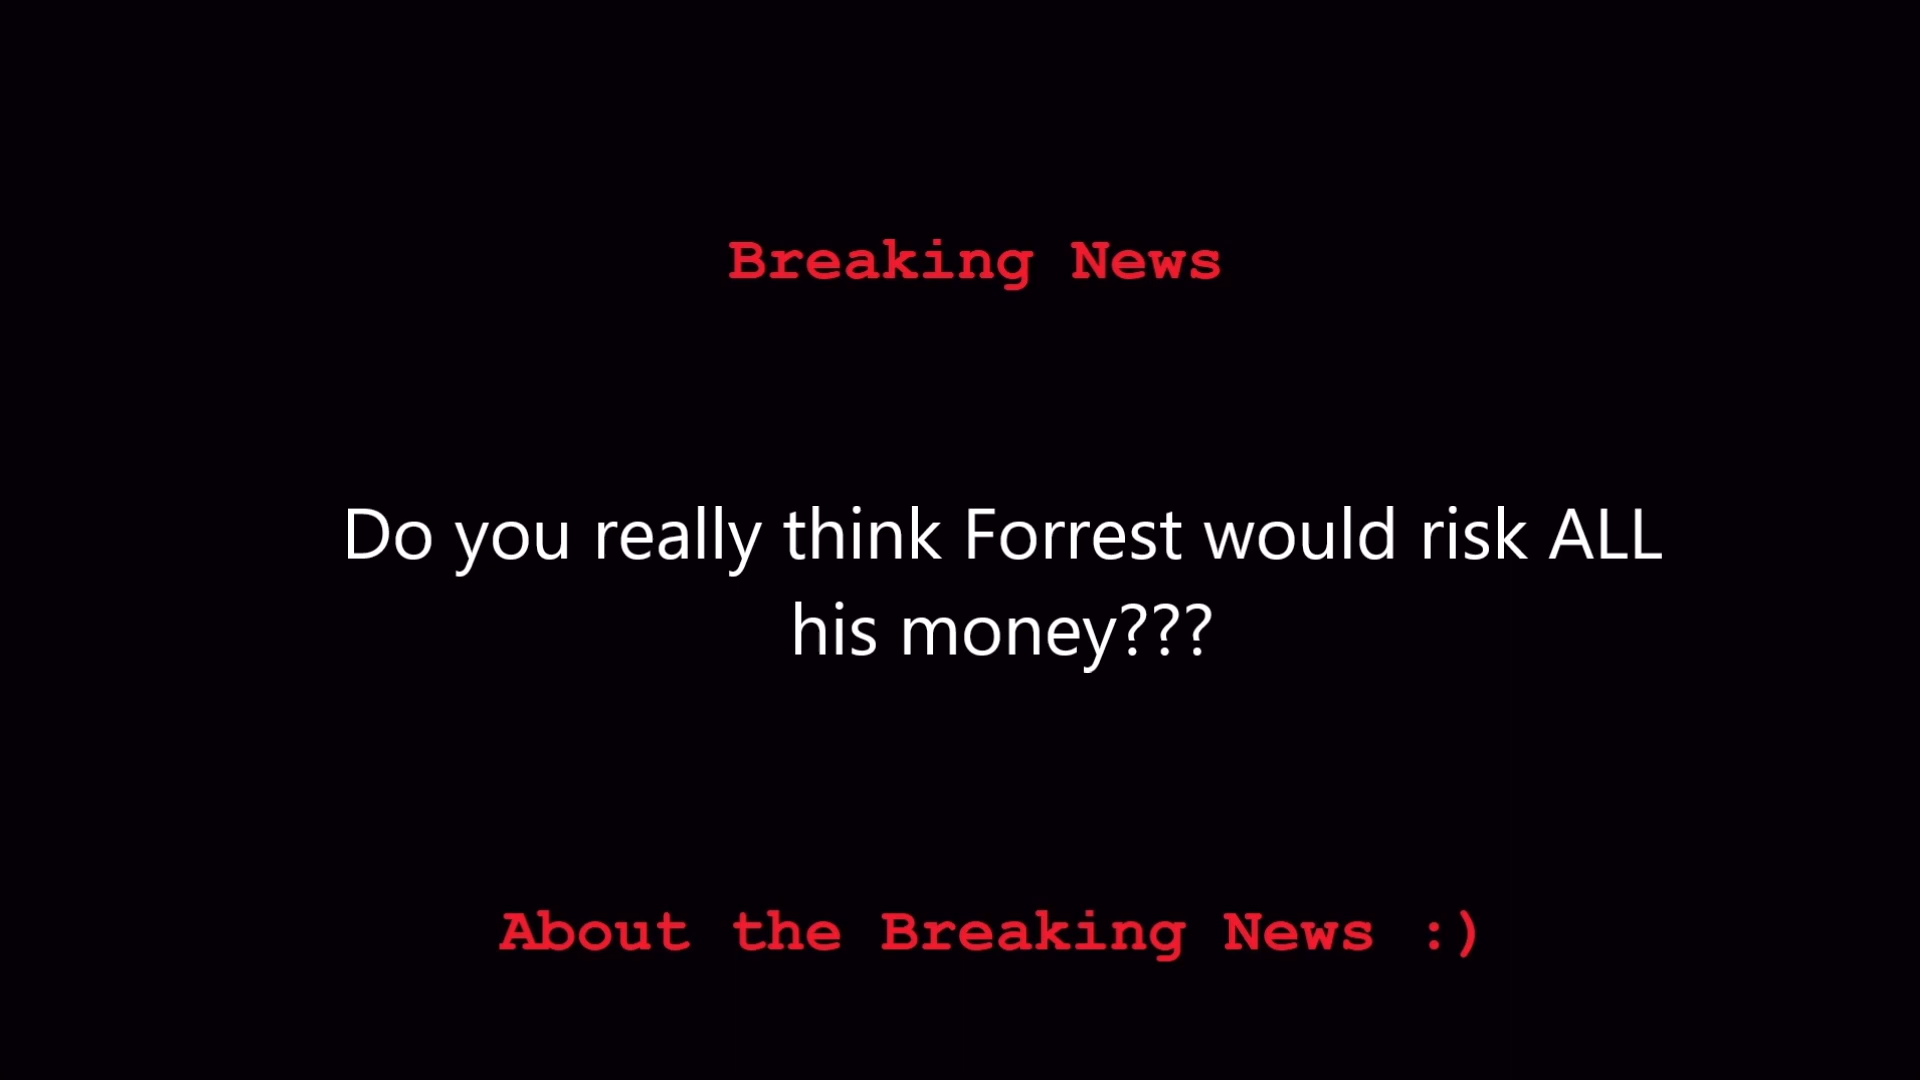 Breaking News
Do you really think Forrest would risk ALL
his money???
About the Breaking News :)